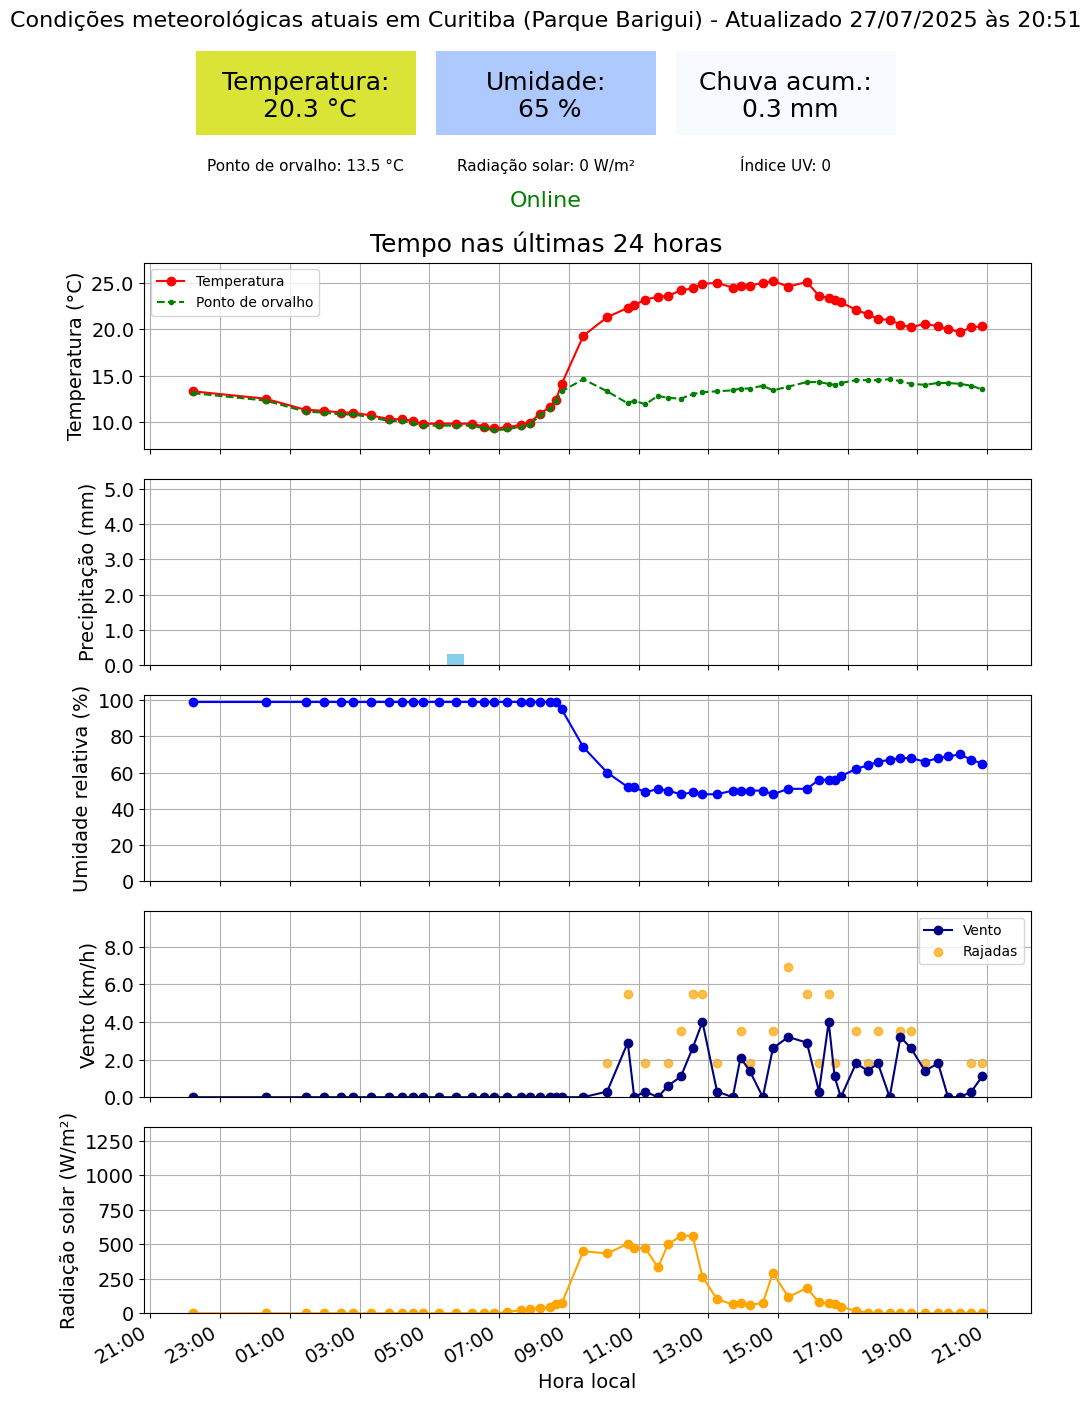 Condições meteorológicas atuais em Curitiba (Parque Barigui) - Atualizado 27/07/2025 às 20:51
Temperatura:
20.3 °C
Umidade:
65 %
Chuva acum.:
0.3 mm
Ponto de orvalho: 13.5 °C
Radiação solar: 0 W/m²
Índice UV: 0
Online
Tempo nas últimas 24 horas
Temperatura (°C)
25.0
20.0
15.0
10.0
Temperatura
Ponto de orvalho
Precipitação (mm)
5.0
4.0
3.0
2.0
1.0
0.0
Umidade relativa (%)
100
80
60
40
20
0
Vento (km/h)
8.0
6.0
4.0
2.0
0.0
Vento
Rajadas
Radiação solar (W/m²)
1250
1000
750
500
250
0
21:00
23:00
01:00
03:00
05:00
07:00
09:00
11:00
13:00
15:00
17:00
19:00
21:00
Hora local